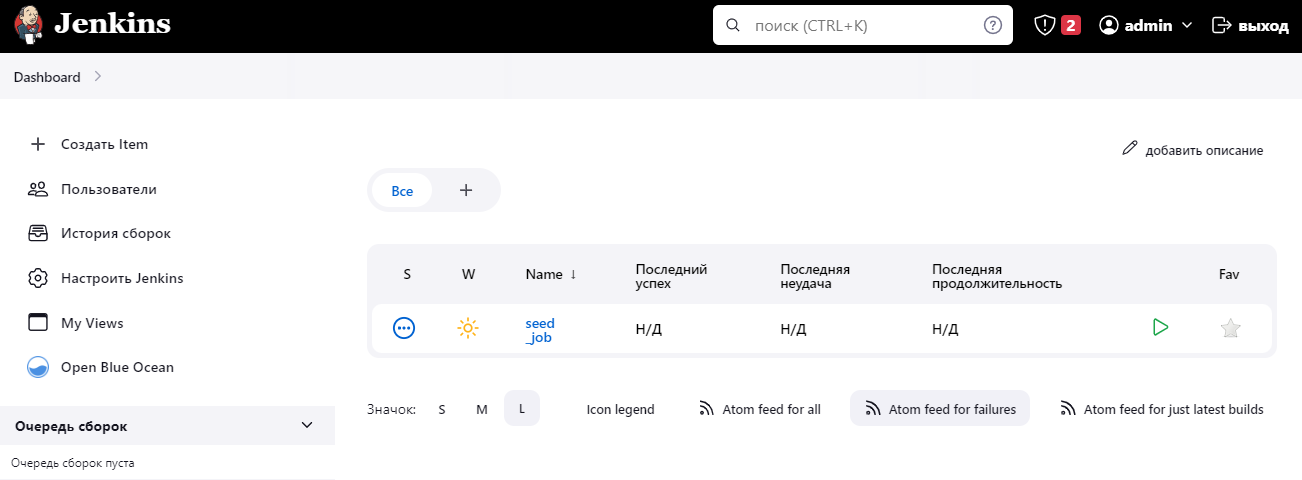 Jenkins
поиск (CTRL+K)
2
admin
выход
Dashboard
Создать Item
Пользователи
История сборок
Настроить Jenkins
My Views
Open Blue Ocean
Очередь сборок
Очередь сборок пуста
добавить описание
Все
S W Name ↓ Последний успех Последняя неудача Последняя продолжительность Fav
seed
_job
Н/Д Н/Д Н/Д
Значок: S M L Icon legend Atom feed for all Atom feed for failures Atom feed for just latest builds